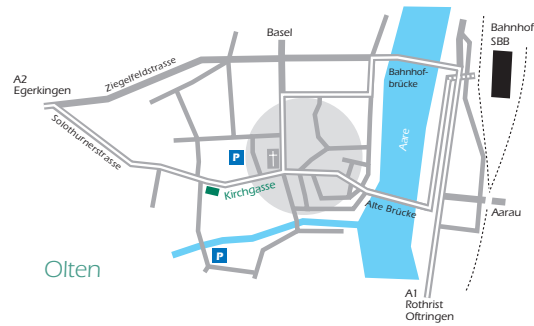 Bahnhof
SBB
Basel
Ziegelfeldstrasse
A2
Egerkingen
Bahnhof-
brücke
Solothurnerstrasse
Aare
P
Kirchgasse
Alte Brücke
Aarau
P
Olten
A1
Rothrist
Oftringen